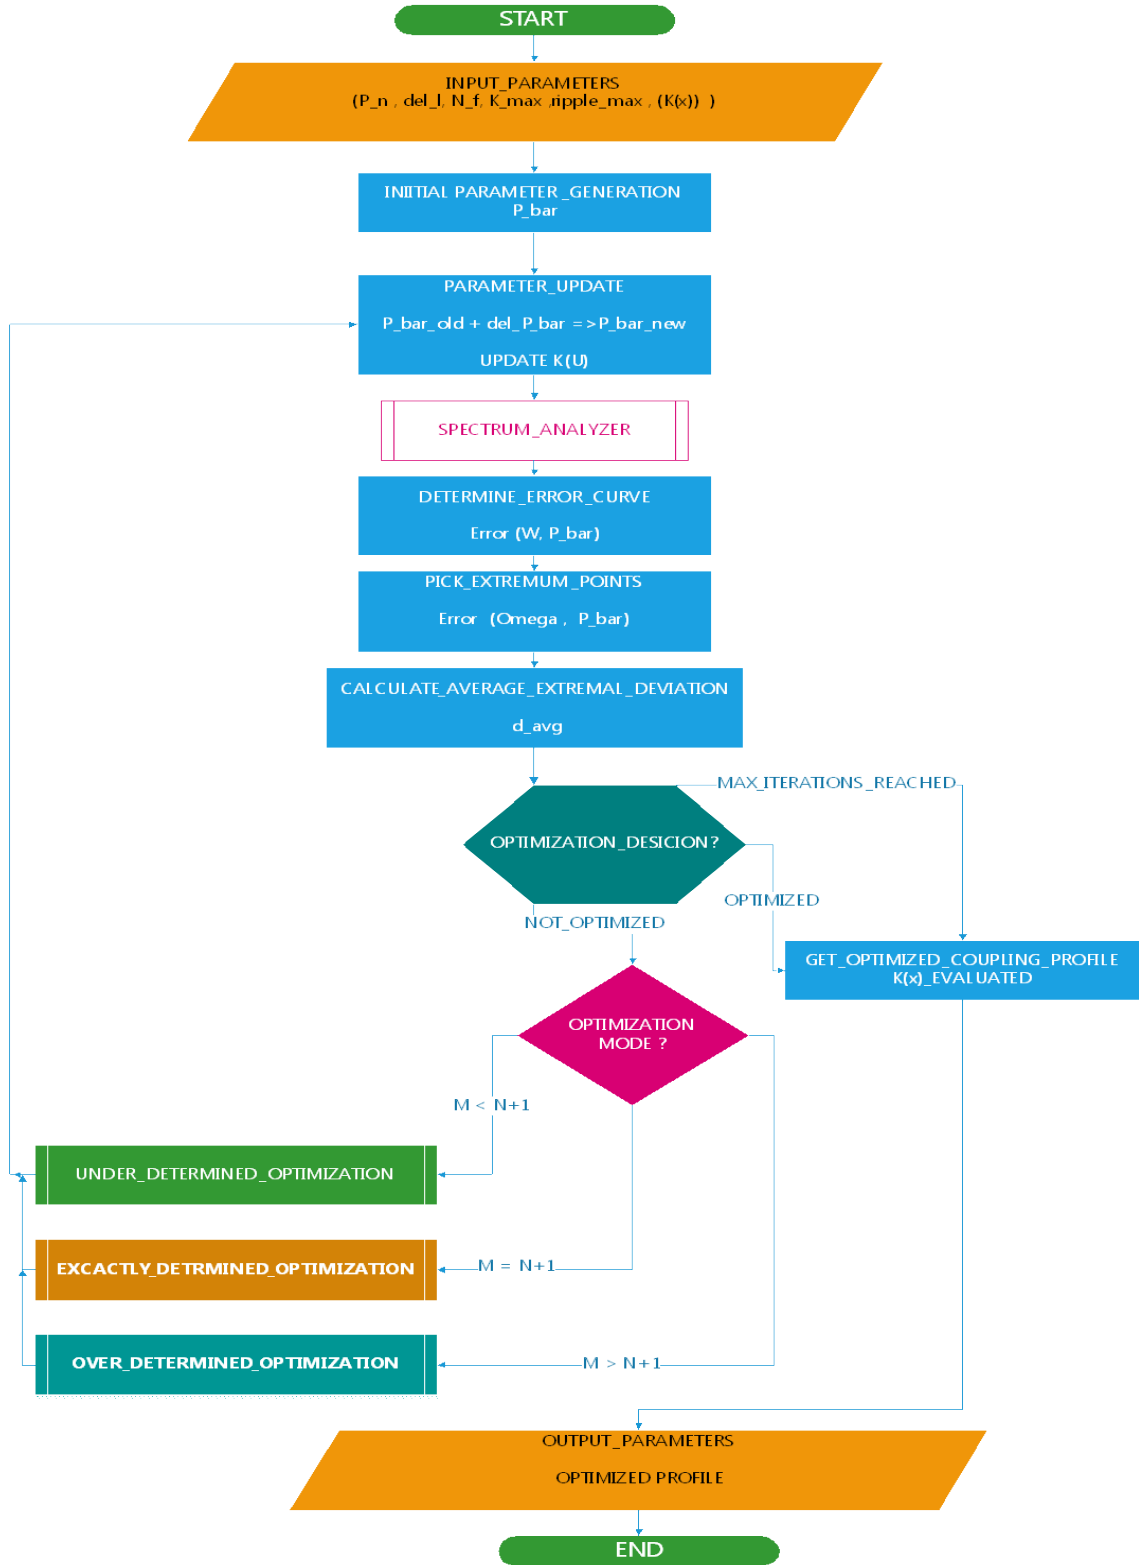 START
INPUT_PARAMETERS
(P_n , del_l, N_f, K_max ,ripple_max , (K(x))  )
INIITIAL PARAMETER_GENERATION
P_bar
PARAMETER_UPDATE
P_bar_old + del_P_bar =>P_bar_new
UPDATE K(U)
SPECTRUM_ANALYZER
DETERMINE_ERROR_CURVE
Error (W, P_bar)
PICK_EXTREMUM_POINTS
Error  (Omega ,  P_bar)
CALCULATE_AVERAGE_EXTREMAL_DEVIATION
d_avg
MAX_ITERATIONS_REACHED
OPTIMIZATION_DESICION?
OPTIMIZED
NOT_OPTIMIZED
GET_OPTIMIZED_COUPLING_PROFILE
K(x)_EVALUATED
OPTIMIZATION
MODE ?
M < N+1
UNDER_DETERMINED_OPTIMIZATION
M = N+1
EXCACTLY_DETRMINED_OPTIMIZATION
M > N+1
OVER_DETERMINED_OPTIMIZATION
OUTPUT_PARAMETERS
OPTIMIZED PROFILE
END